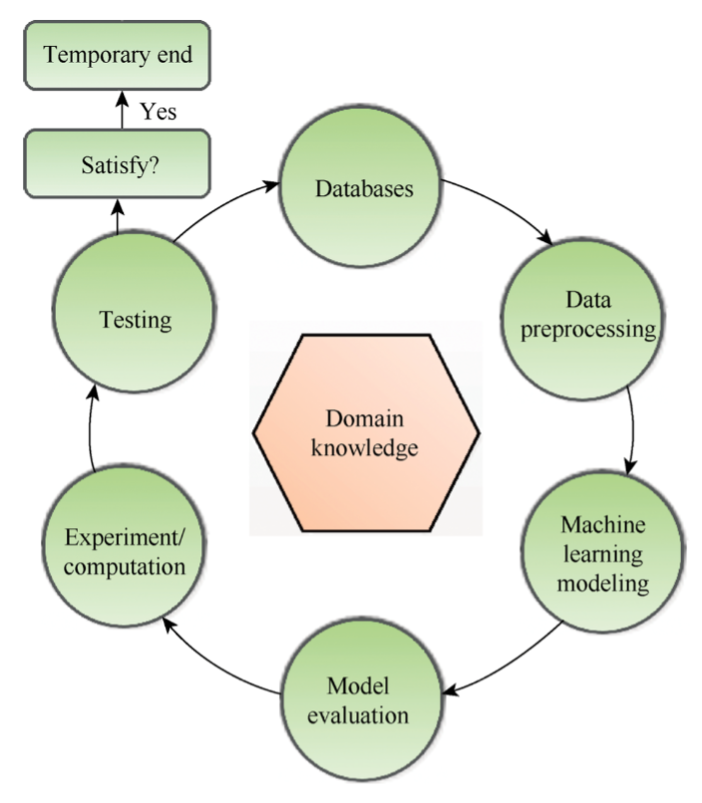 Temporary end
Yes
Satisfy?
Databases
Testing
Data
preprocessing
Domain
knowledge
Experiment/
computation
Machine
learning
modeling
Model
evaluation